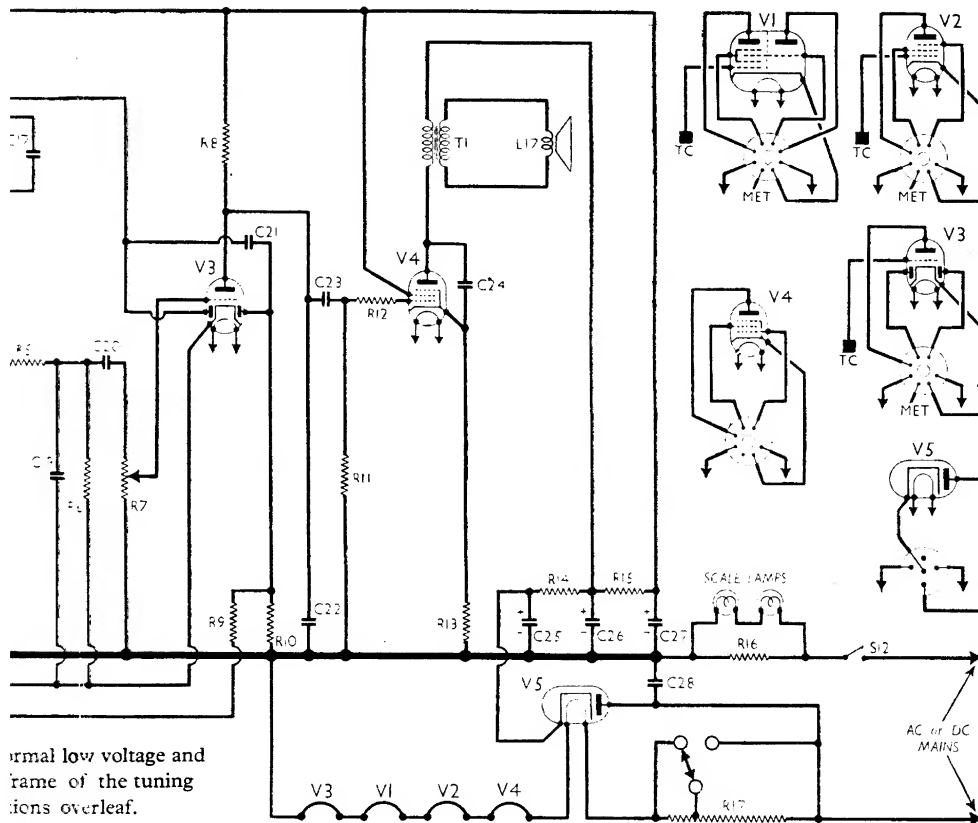 V1
V2
R8
T1
L17
TC
TC
MET
MET
C21
V3
V4
C23
R12
C24
V3
V4
TC
MET
R7
R11
V5
R14
R15
SCALE LAMPS
R9
R10
C22
R13
C25
C26
C27
R16
S12
V5
C28
AC or DC
MAINS
ormal low voltage and
frame of the tuning
tions overleaf.
V3
V1
V2
V4
R17